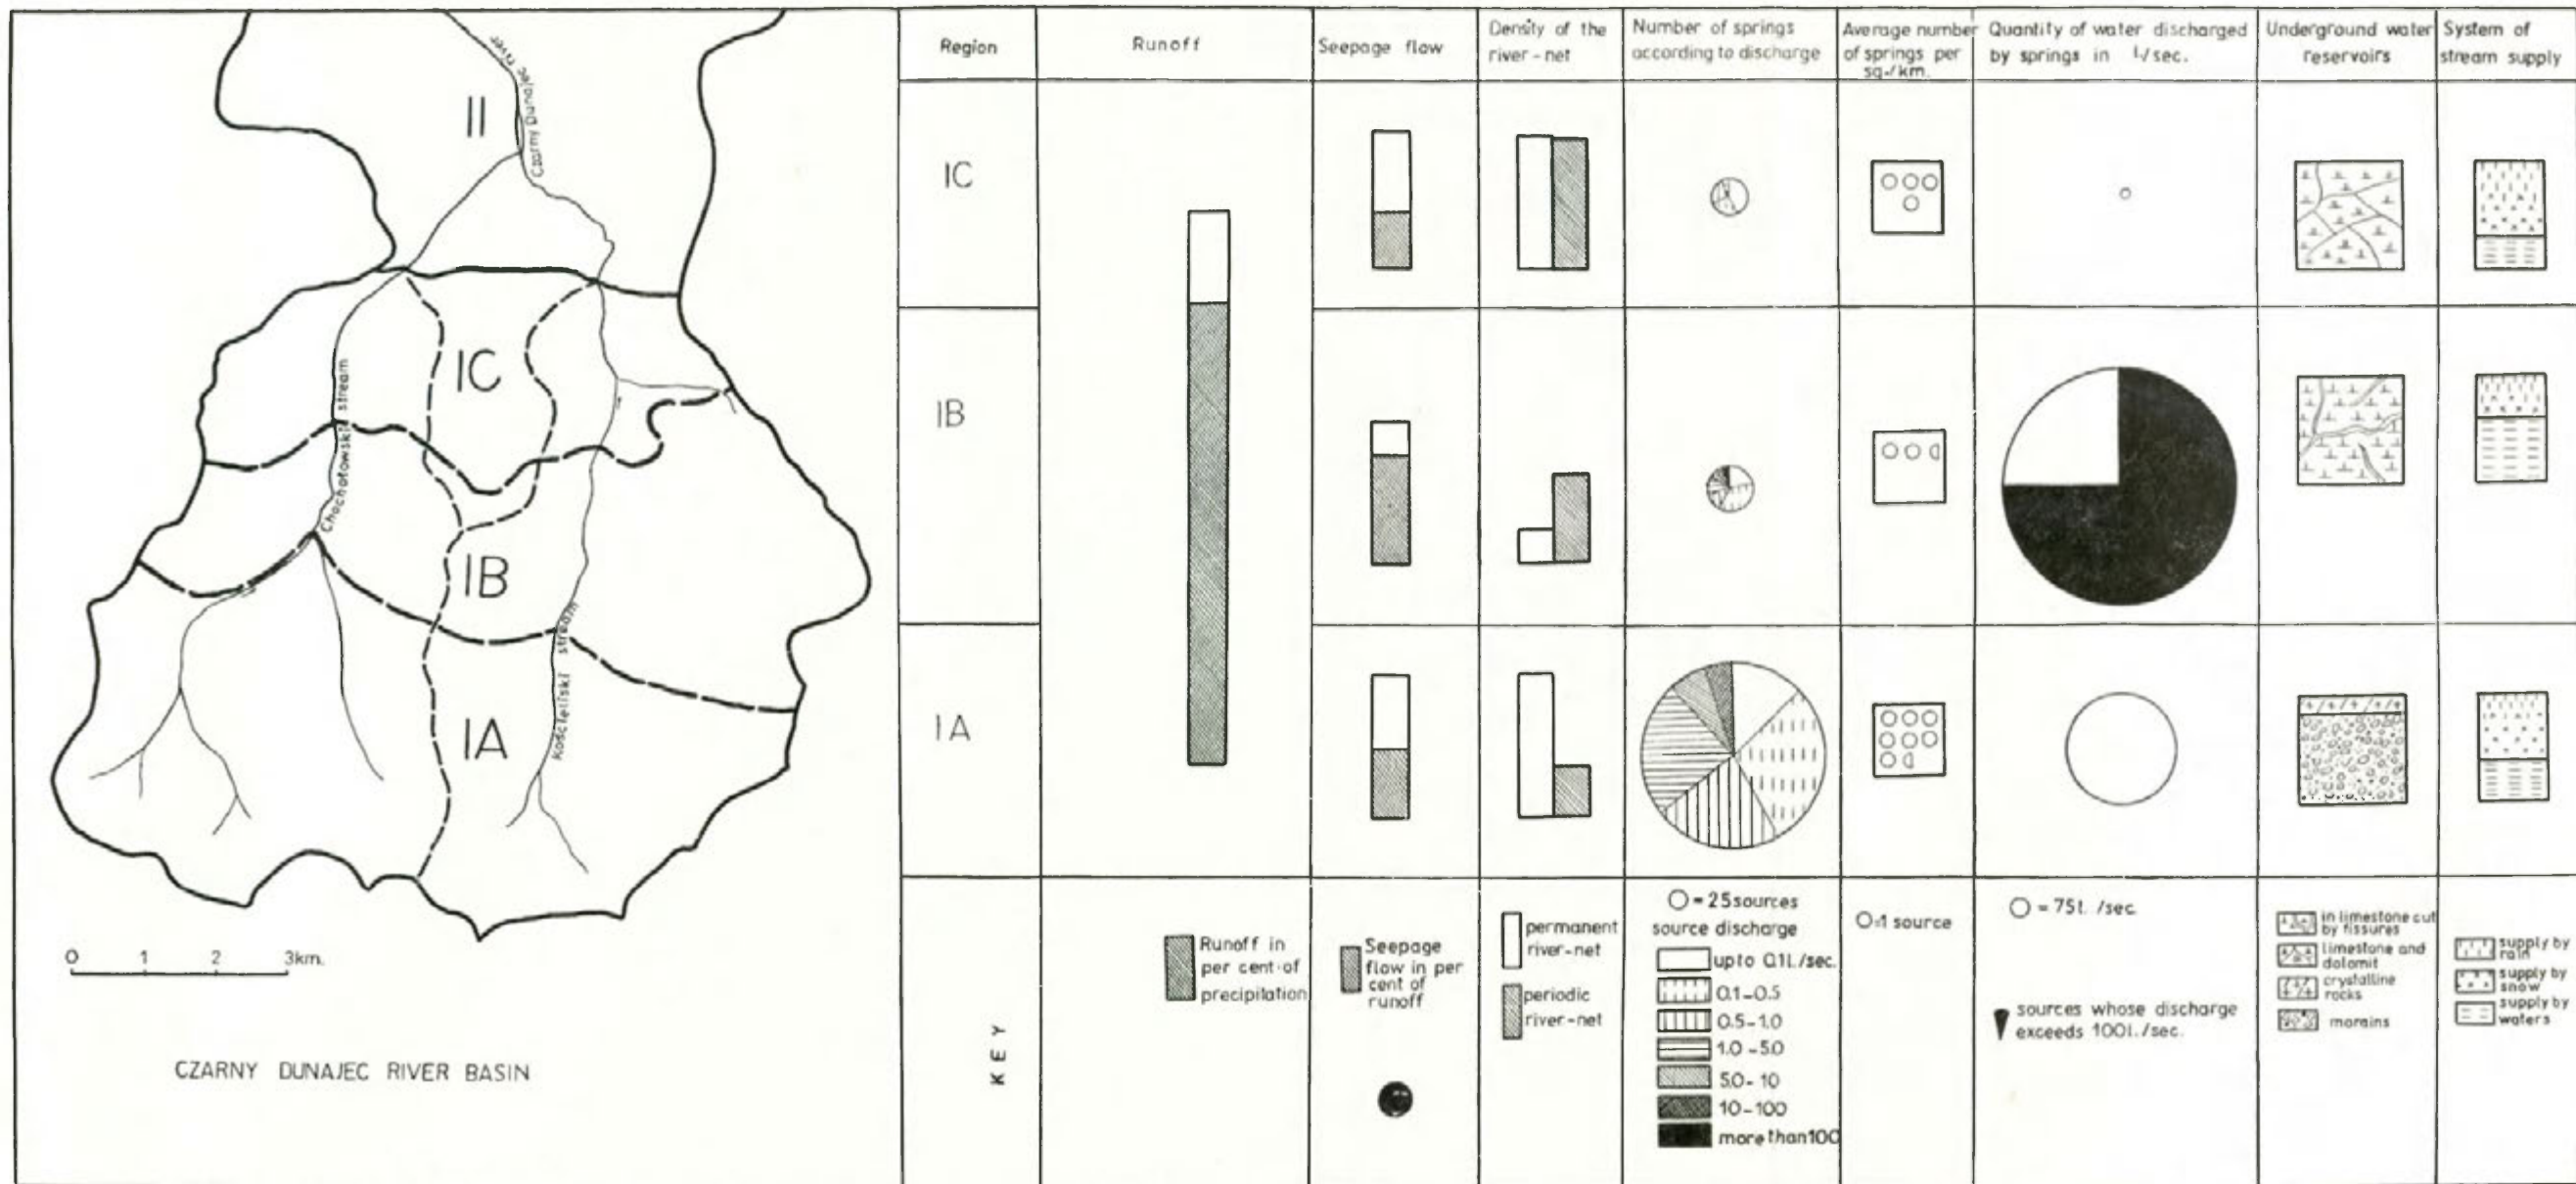 Czarny Dunajec river
II
IC
IB
IA
Chochołowski stream
Kościeliski stream
0 1 2 3km.
CZARNY DUNAJEC RIVER BASIN
Region
Runoff
Seepage flow
Density of the
river-net
Number of springs
according to discharge
Average number
of springs per
sq./km.
Quantity of water discharged
by springs in l./sec.
Underground water
reservoirs
System of
stream supply
IC
IB
IA
KEY
Runoff in
per cent of
precipitation
Seepage
flow in per
cent of
runoff
permanent
river-net
periodic
river-net
= 25 sources
source discharge
up to 0.1 l./sec.
0.1-0.5
0.5-1.0
1.0-5.0
5.0-10
10-100
more than 100
=1 source
= 75 l./sec.
sources whose discharge
exceeds 100 l./sec.
in limestone cut
by fissures
limestone and
dolomit
crystalline
rocks
morains
supply by
rain
supply by
snow
supply by
waters